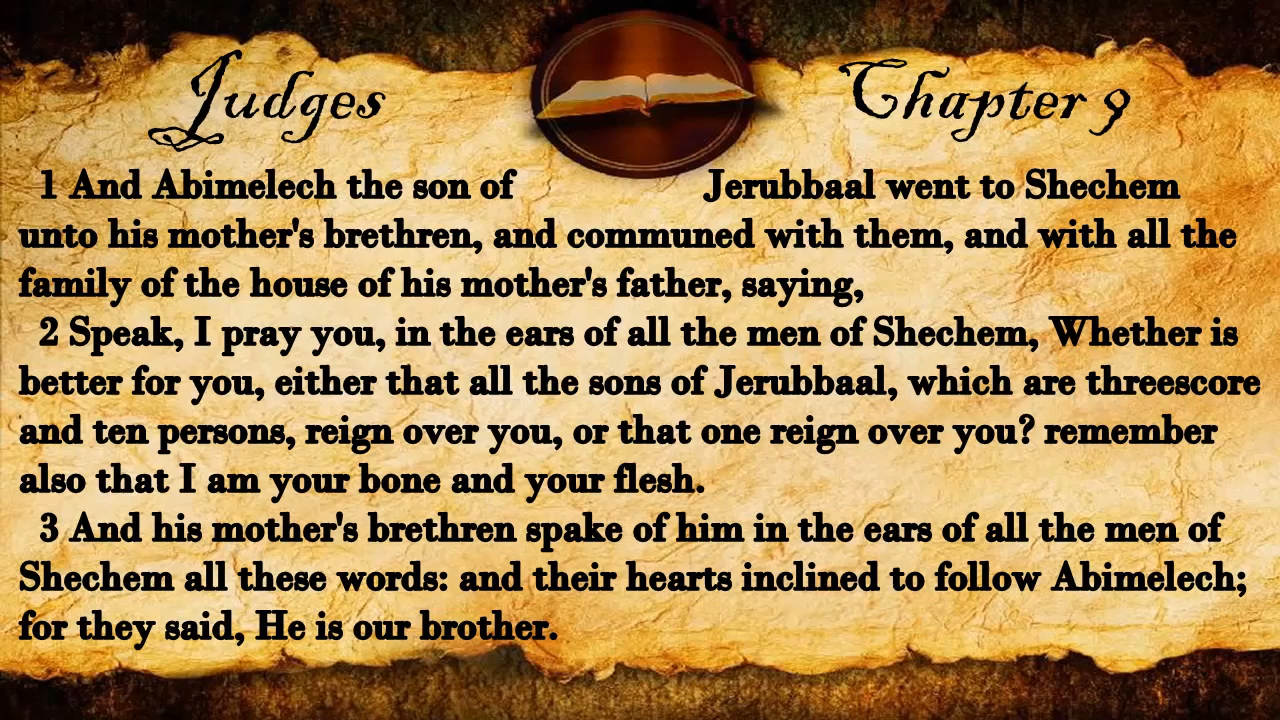 Judges Chapter 9
1 And Abimelech the son of Jerubbaal went to Shechem
unto his mother's brethren, and communed with them, and with all the
family of the house of his mother's father, saying,
2 Speak, I pray you, in the ears of all the men of Shechem, Whether is
better for you, either that all the sons of Jerubbaal, which are threescore
and ten persons, reign over you, or that one reign over you? remember
also that I am your bone and your flesh.
3 And his mother's brethren spake of him in the ears of all the men of
Shechem all these words: and their hearts inclined to follow Abimelech;
for they said, He is our brother.